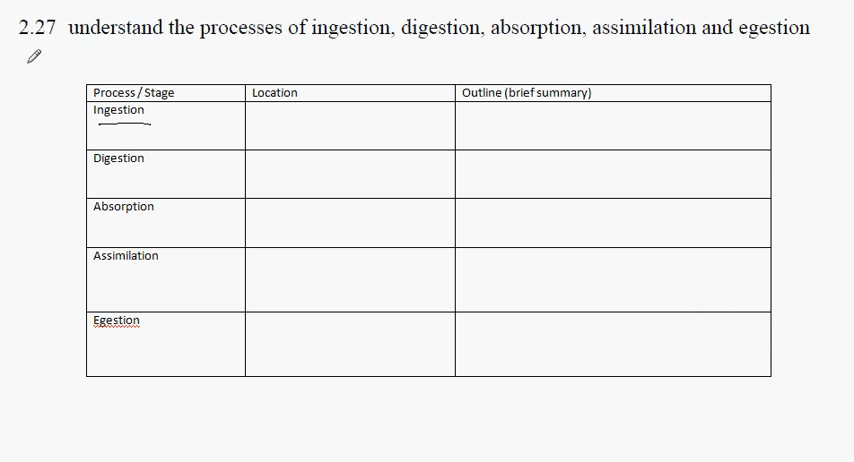 2.27 understand the processes of ingestion, digestion, absorption, assimilation and egestion
Process / Stage Location Outline (brief summary)
Ingestion
Digestion
Absorption
Assimilation
Egestion